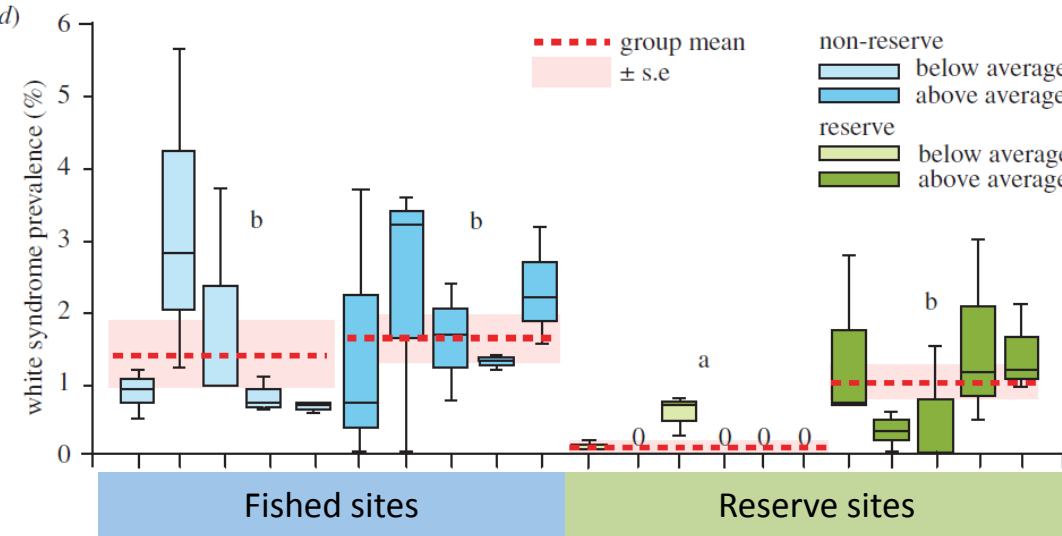 d)
6
5
4
3
2
1
0
white syndrome prevalence (%)
group mean
± s.e
non-reserve
below average
above average
reserve
below average
above average
b
b
a
b
0
0
0
0
Fished sites
Reserve sites